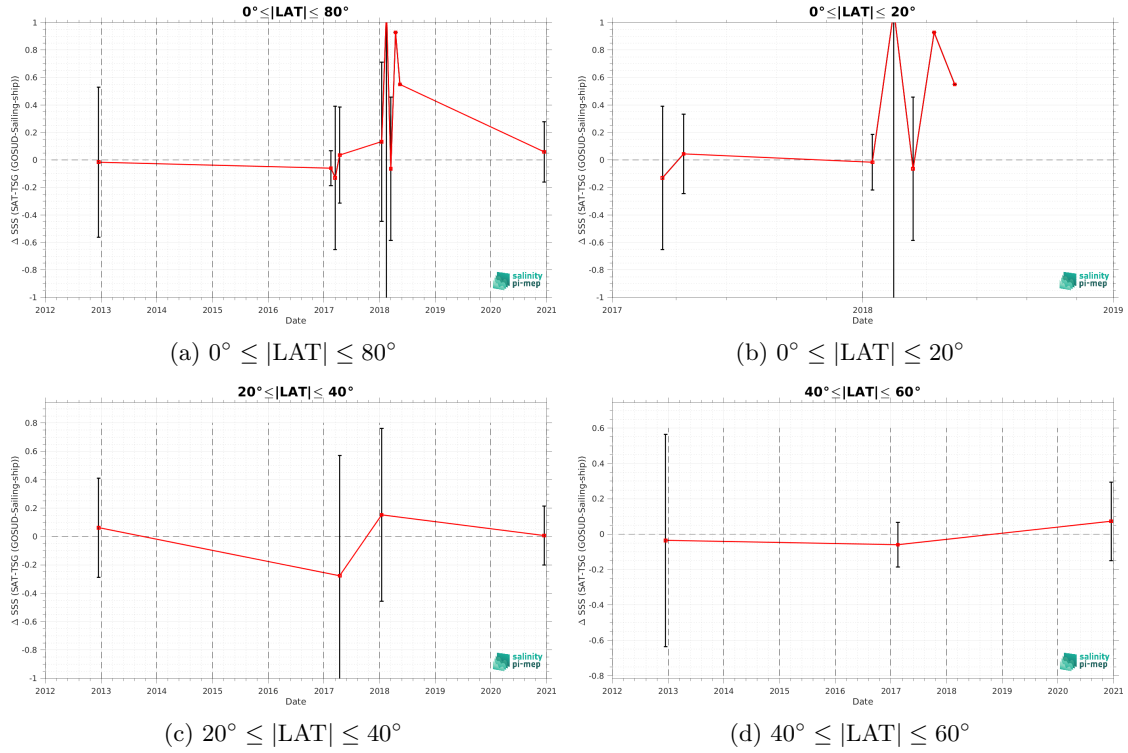 0°≤|LAT|≤ 80°
1
0.8
0.6
0.4
0.2
0
-0.2
-0.4
-0.6
-0.8
-1
Δ SSS (SAT-TSG (GOSUD-Sailing-ship))
2012 2013 2014 2015 2016 2017 2018 2019 2020 2021
Date
salinity
pi-mep
(a) 0° ≤ |LAT| ≤ 80°
0°≤|LAT|≤ 20°
1
0.8
0.6
0.4
0.2
0
-0.2
-0.4
-0.6
-0.8
-1
Δ SSS (SAT-TSG (GOSUD-Sailing-ship))
2017 2018 2019
Date
salinity
pi-mep
(b) 0° ≤ |LAT| ≤ 20°
20°≤|LAT|≤ 40°
0.8
0.6
0.4
0.2
0
-0.2
-0.4
-0.6
-0.8
-1
Δ SSS (SAT-TSG (GOSUD-Sailing-ship))
2012 2013 2014 2015 2016 2017 2018 2019 2020 2021
Date
salinity
pi-mep
(c) 20° ≤ |LAT| ≤ 40°
40°≤|LAT|≤ 60°
0.6
0.4
0.2
0
-0.2
-0.4
-0.6
-0.8
Δ SSS (SAT-TSG (GOSUD-Sailing-ship))
2012 2013 2014 2015 2016 2017 2018 2019 2020 2021
Date
salinity
pi-mep
(d) 40° ≤ |LAT| ≤ 60°